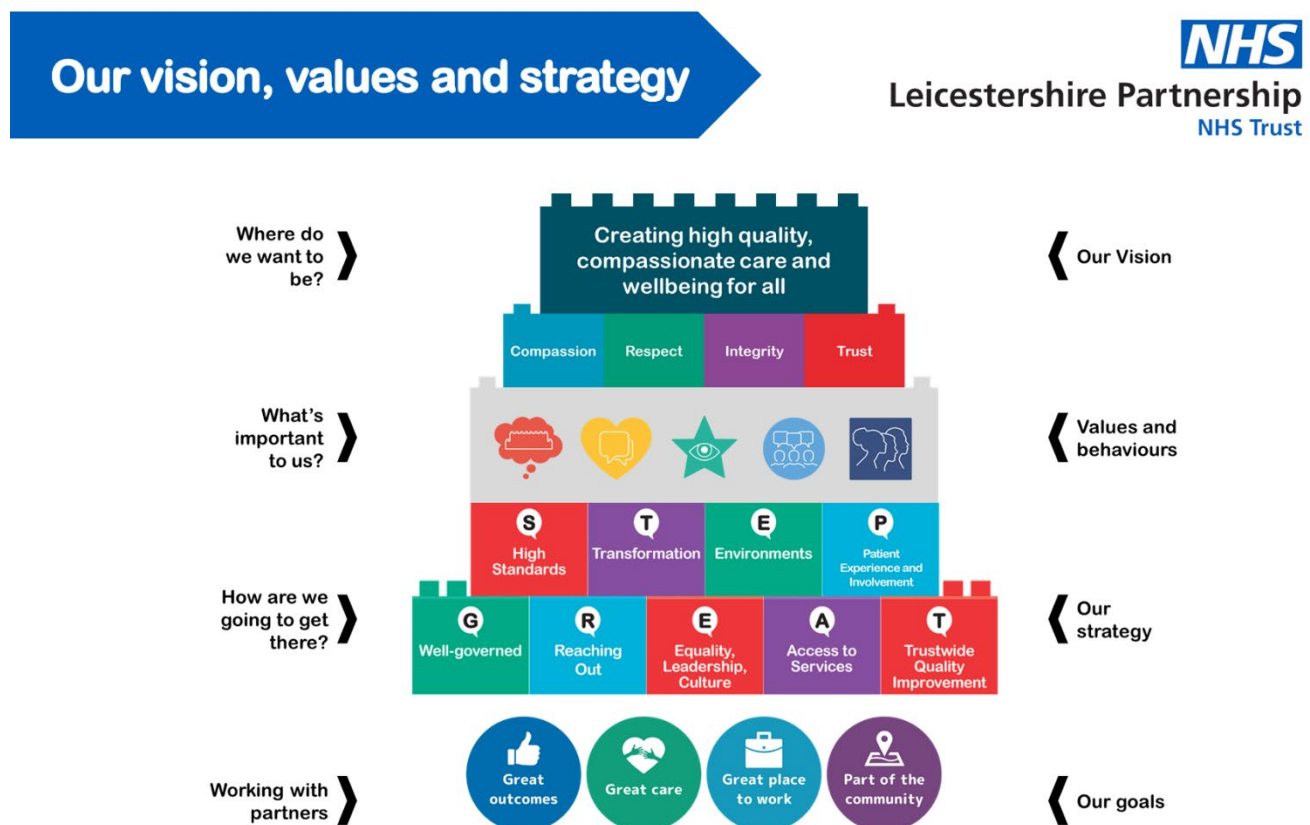 Our vision, values and strategy
NHS
Leicestershire Partnership
NHS Trust
Where do
we want to
be?
Creating high quality,
compassionate care and
wellbeing for all
Our Vision
Compassion
Respect
Integrity
Trust
What's
important
to us?
Values and
behaviours
S
High
Standards
T
Transformation
E
Environments
P
Patient
Experience and
Involvement
How are we
going to get
there?
G
Well-governed
R
Reaching
Out
E
Equality,
Leadership,
Culture
A
Access to
Services
T
Trustwide
Quality
Improvement
Our
strategy
Working with
partners
Great
outcomes
Great care
Great place
to work
Part of the
community
Our goals